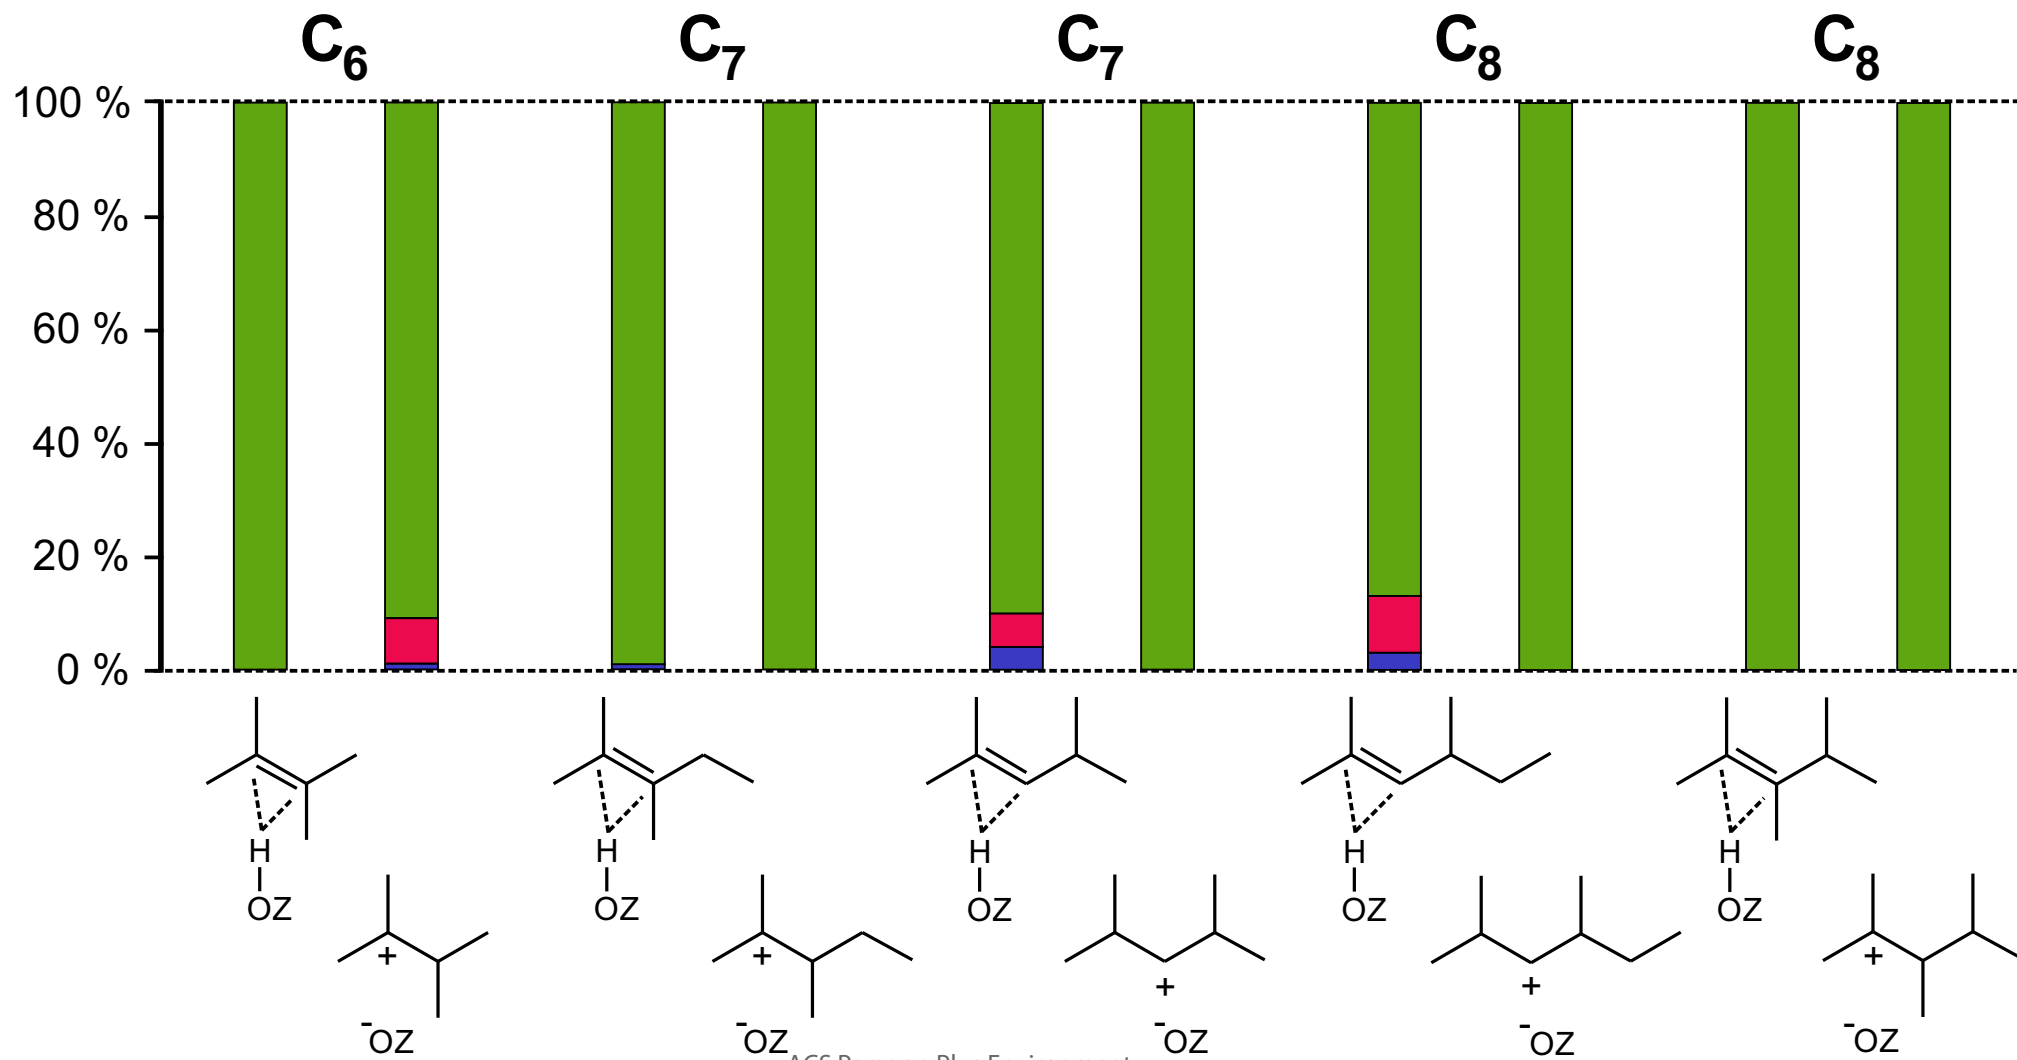 C6 C7 C7 C8 C8
100 %
80 %
60 %
40 %
20 %
0 %
H H H H H
OZ OZ OZ OZ OZ
+ + + + +
-OZ -OZ -OZ -OZ -OZ